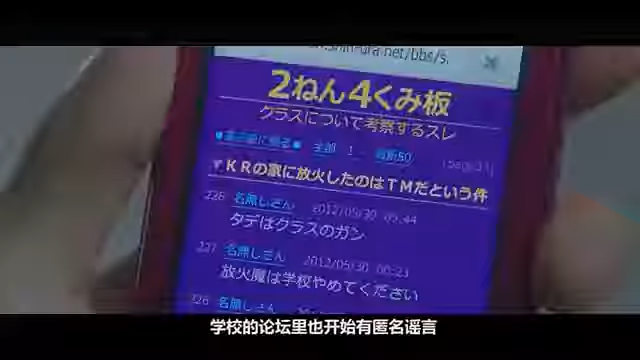 2ねん4くみ板
クラスについて考察するスレ
全部 1 - 最新50
▼KRの家に放火したのはTMだという件
226 名無しさん 2012/05/30 05:44
タデはクラスのガン
227 名無しさん 2012/05/30 00:23
放火魔は学校やめてください
228 名無しさん
学校的论坛里也开始有匿名谣言